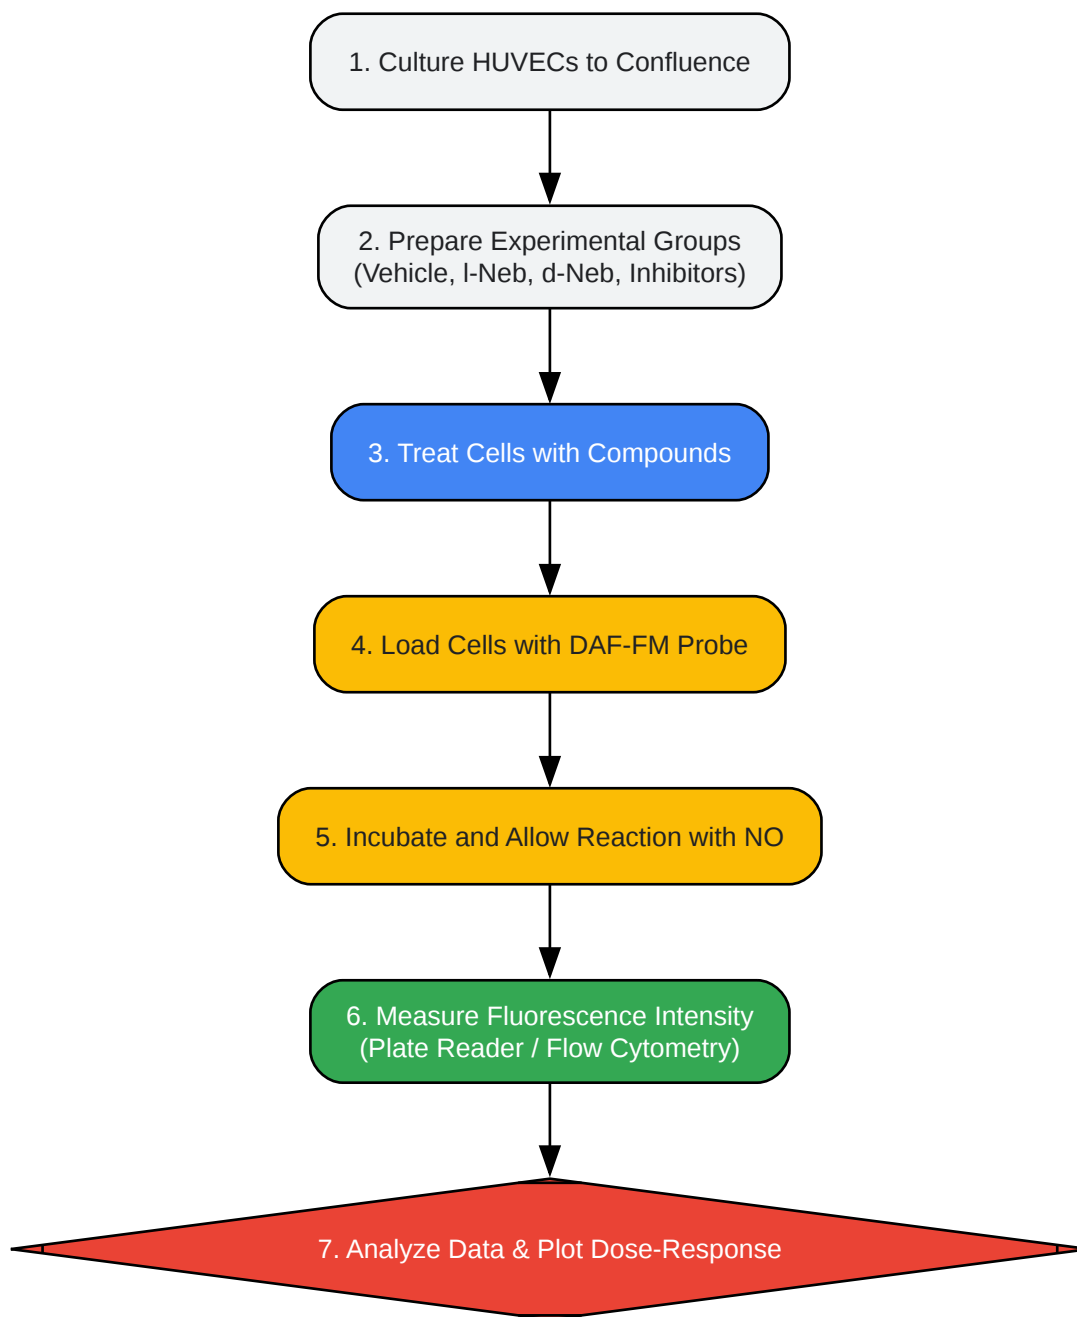 1. Culture HUVECs to Confluence
2. Prepare Experimental Groups
(Vehicle, l-Neb, d-Neb, Inhibitors)
3. Treat Cells with Compounds
4. Load Cells with DAF-FM Probe
5. Incubate and Allow Reaction with NO
6. Measure Fluorescence Intensity
(Plate Reader / Flow Cytometry)
7. Analyze Data & Plot Dose-Response